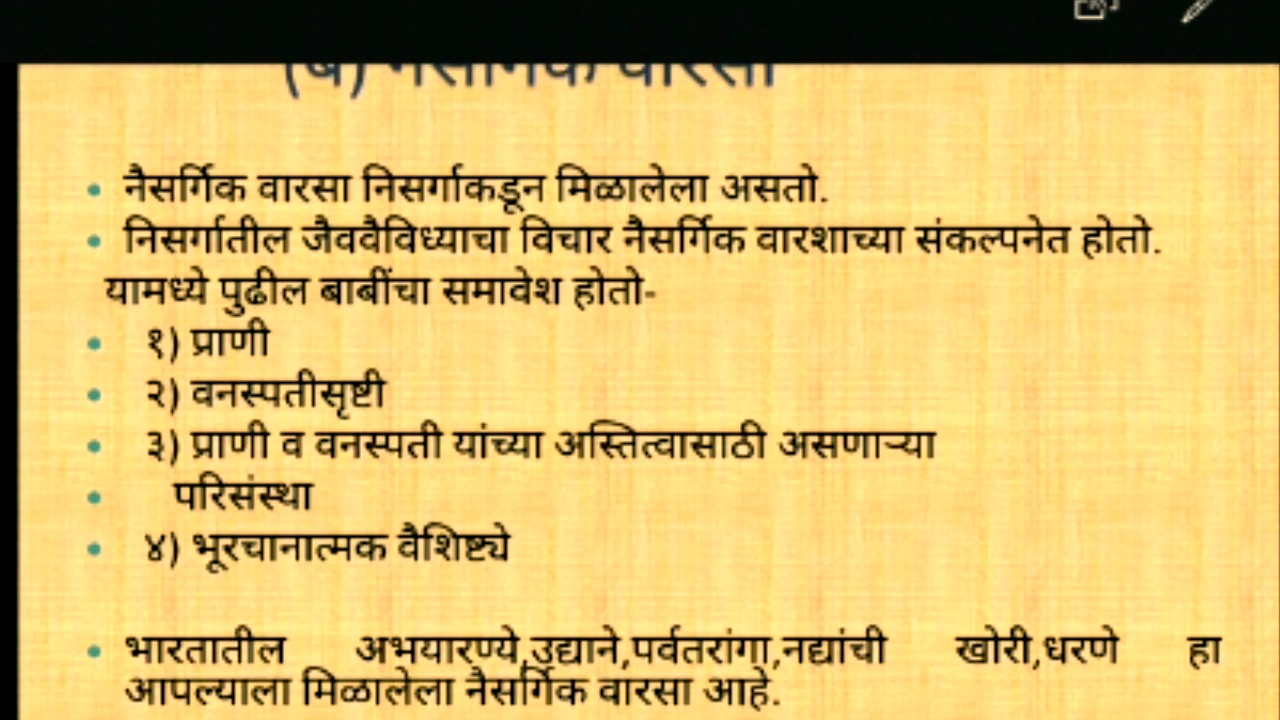 (ब) नैसर्गिक वारसा
नैसर्गिक वारसा निसर्गाकडून मिळालेला असतो.
निसर्गातील जैववैविध्याचा विचार नैसर्गिक वारशाच्या संकल्पनेत होतो.
यामध्ये पुढील बाबींचा समावेश होतो-
१) प्राणी
२) वनस्पतीसृष्टी
३) प्राणी व वनस्पती यांच्या अस्तित्वासाठी असणाऱ्या
परिसंस्था
४) भूरचानात्मक वैशिष्ट्ये
भारतातील अभयारण्ये,उद्याने,पर्वतरांगा,नद्यांची खोरी,धरणे हा
आपल्याला मिळालेला नैसर्गिक वारसा आहे.